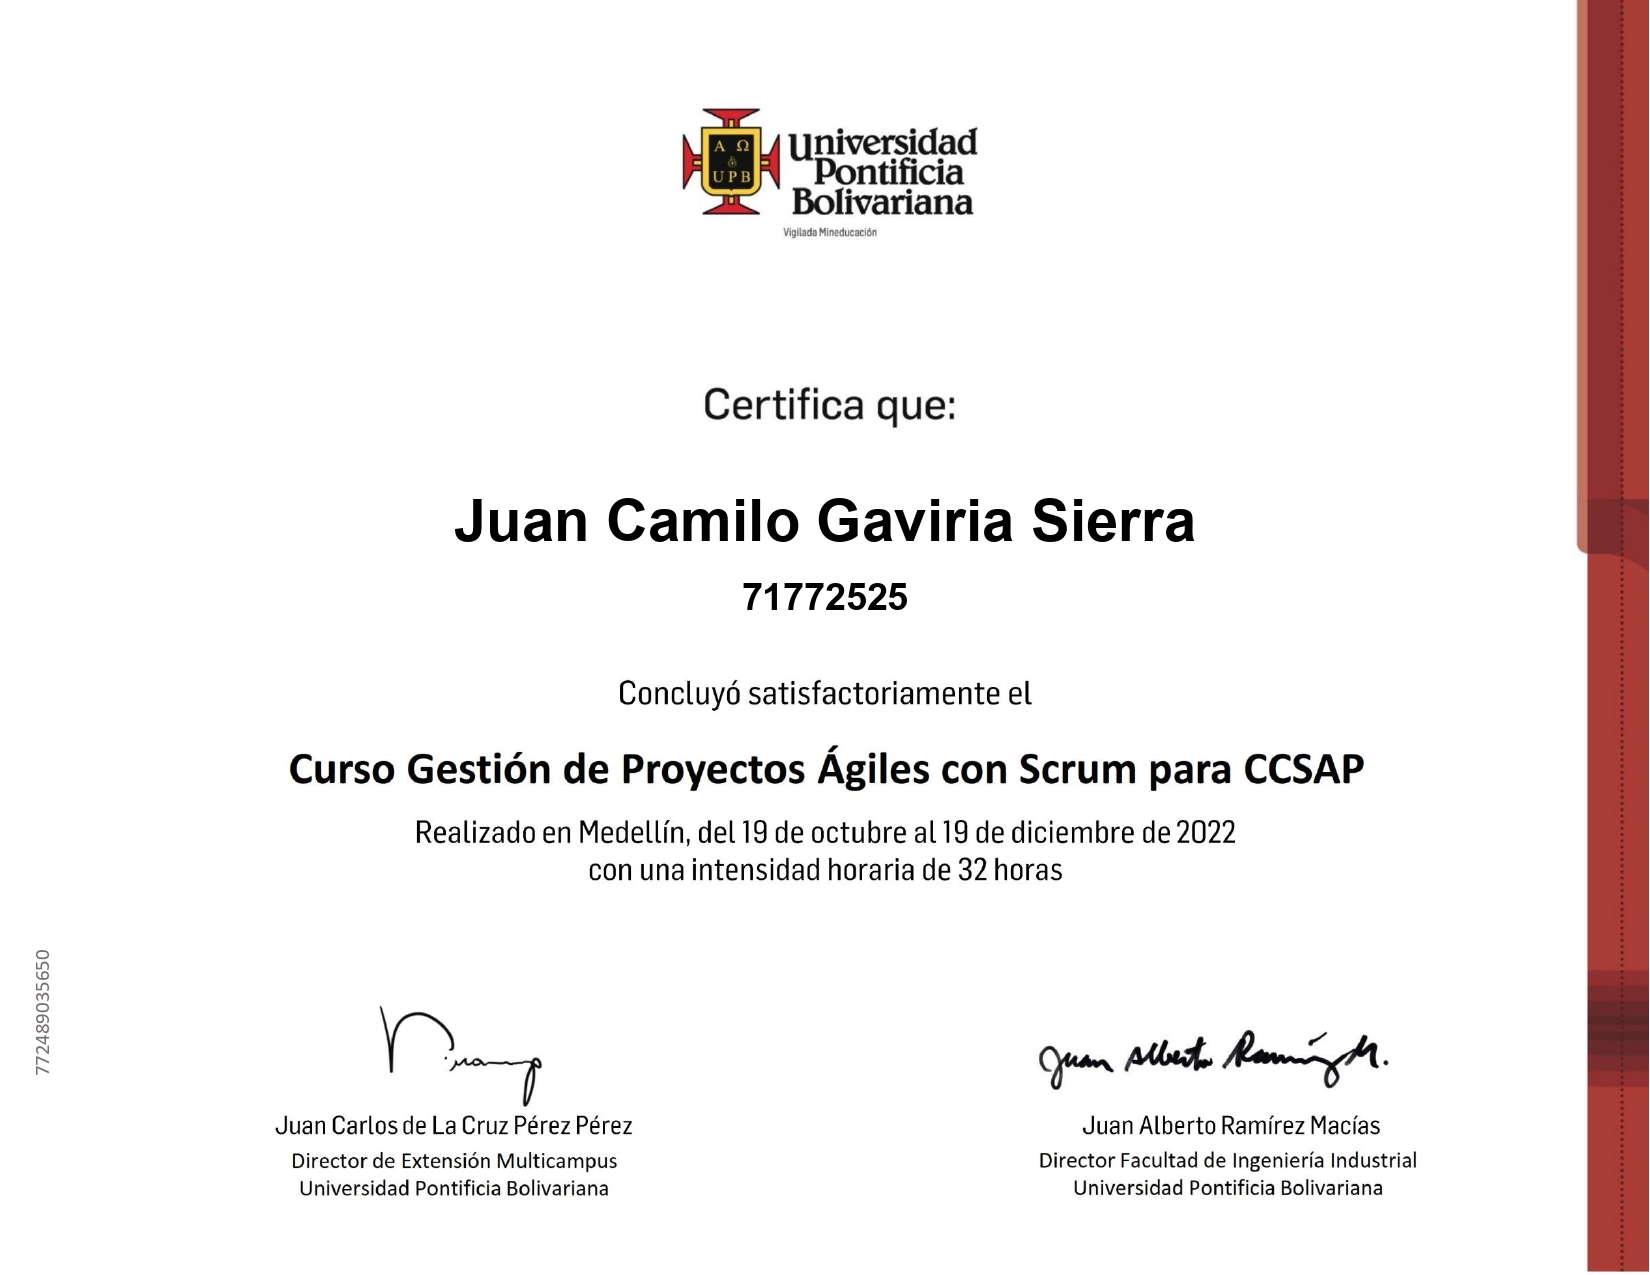 Α Ω
UPB
Universidad
Pontificia
Bolivariana
Vigilada Mineducación
Certifica que:
Juan Camilo Gaviria Sierra
71772525
Concluyó satisfactoriamente el
Curso Gestión de Proyectos Ágiles con Scrum para CCSAP
Realizado en Medellín, del 19 de octubre al 19 de diciembre de 2022
con una intensidad horaria de 32 horas
772489035650
Juan Alberto Ramírez M.
Juan Carlos de La Cruz Pérez Pérez
Director de Extensión Multicampus
Universidad Pontificia Bolivariana
Juan Alberto Ramírez Macías
Director Facultad de Ingeniería Industrial
Universidad Pontificia Bolivariana